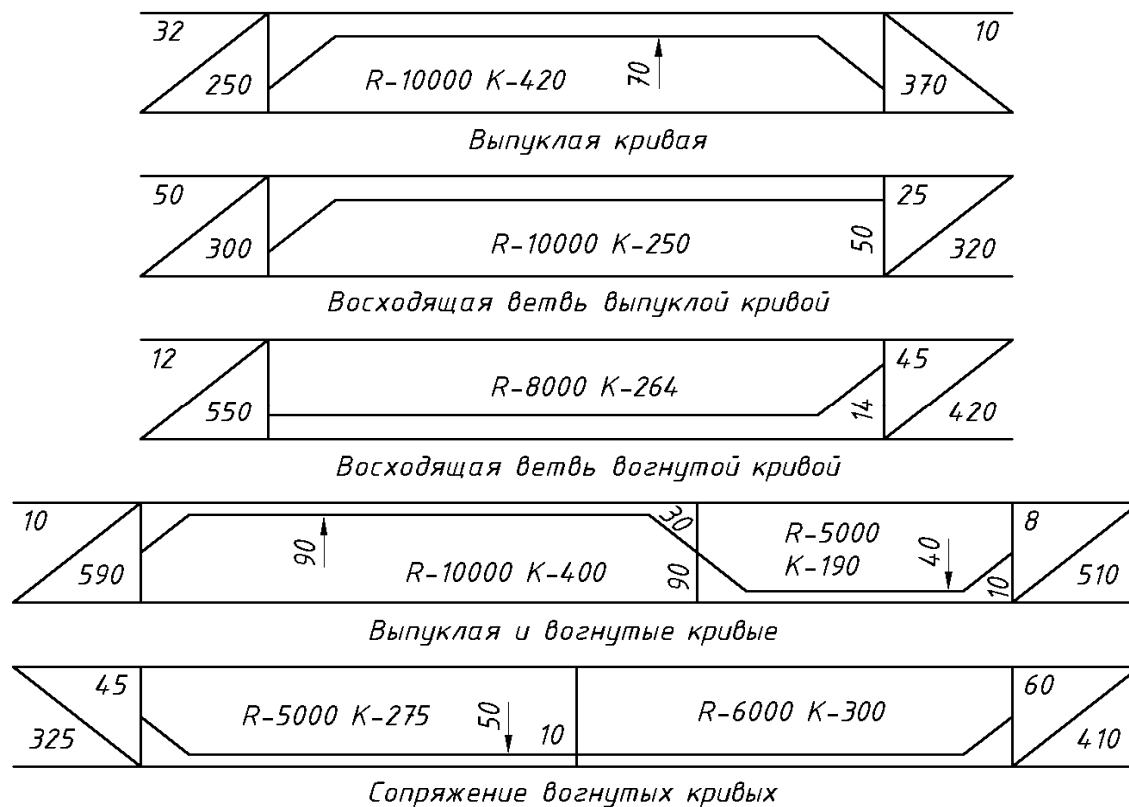 32
10
250
R-10000 K-420
70
370
Выпуклая кривая
50
25
300
R-10000 K-250
50
320
Восходящая ветвь выпуклой кривой
12
45
550
R-8000 K-264
14
420
Восходящая ветвь вогнутой кривой
10
30
8
590
90
R-10000 K-400
90
R-5000
K-190
40
10
510
Выпуклая и вогнутые кривые
45
60
325
R-5000 K-275
50
10
R-6000 K-300
410
Сопряжение вогнутых кривых